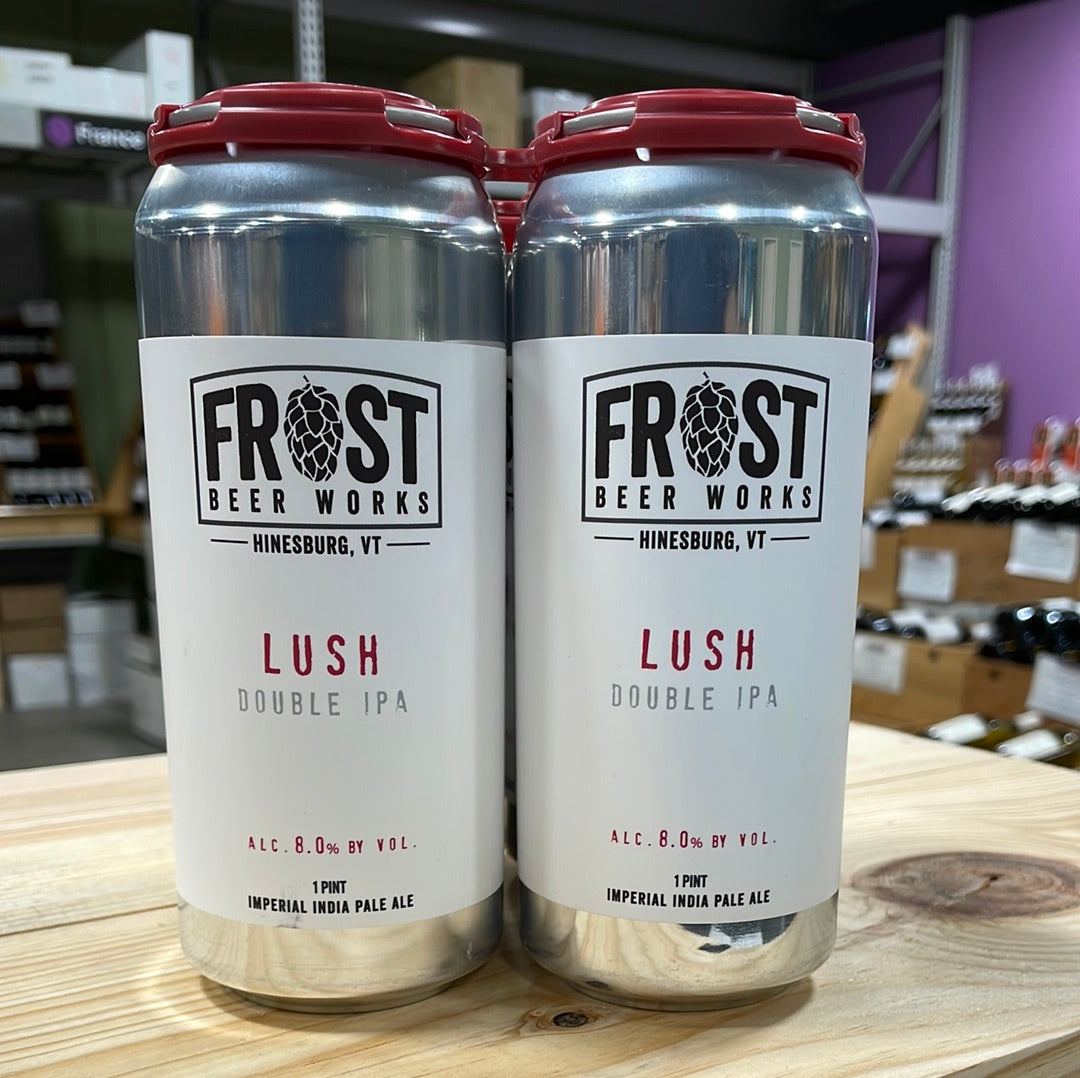 France
FROST
BEER WORKS
HINESBURG, VT
LUSH
DOUBLE IPA
ALC. 8.0% BY VOL.
1 PINT
IMPERIAL INDIA PALE ALE
FROST
BEER WORKS
HINESBURG, VT
LUSH
DOUBLE IPA
ALC. 8.0% BY VOL.
1 PINT
IMPERIAL INDIA PALE ALE